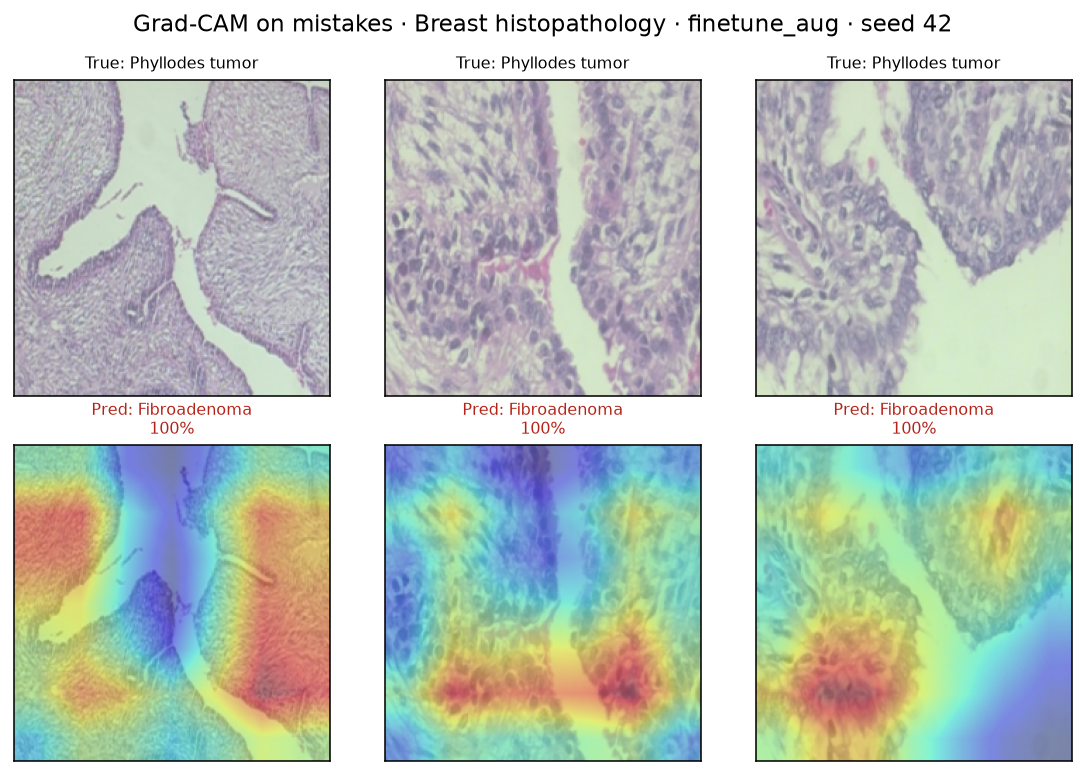 Grad-CAM on mistakes · Breast histopathology · finetune_aug · seed 42
True: Phyllodes tumor
True: Phyllodes tumor
True: Phyllodes tumor
Pred: Fibroadenoma
100%
Pred: Fibroadenoma
100%
Pred: Fibroadenoma
100%